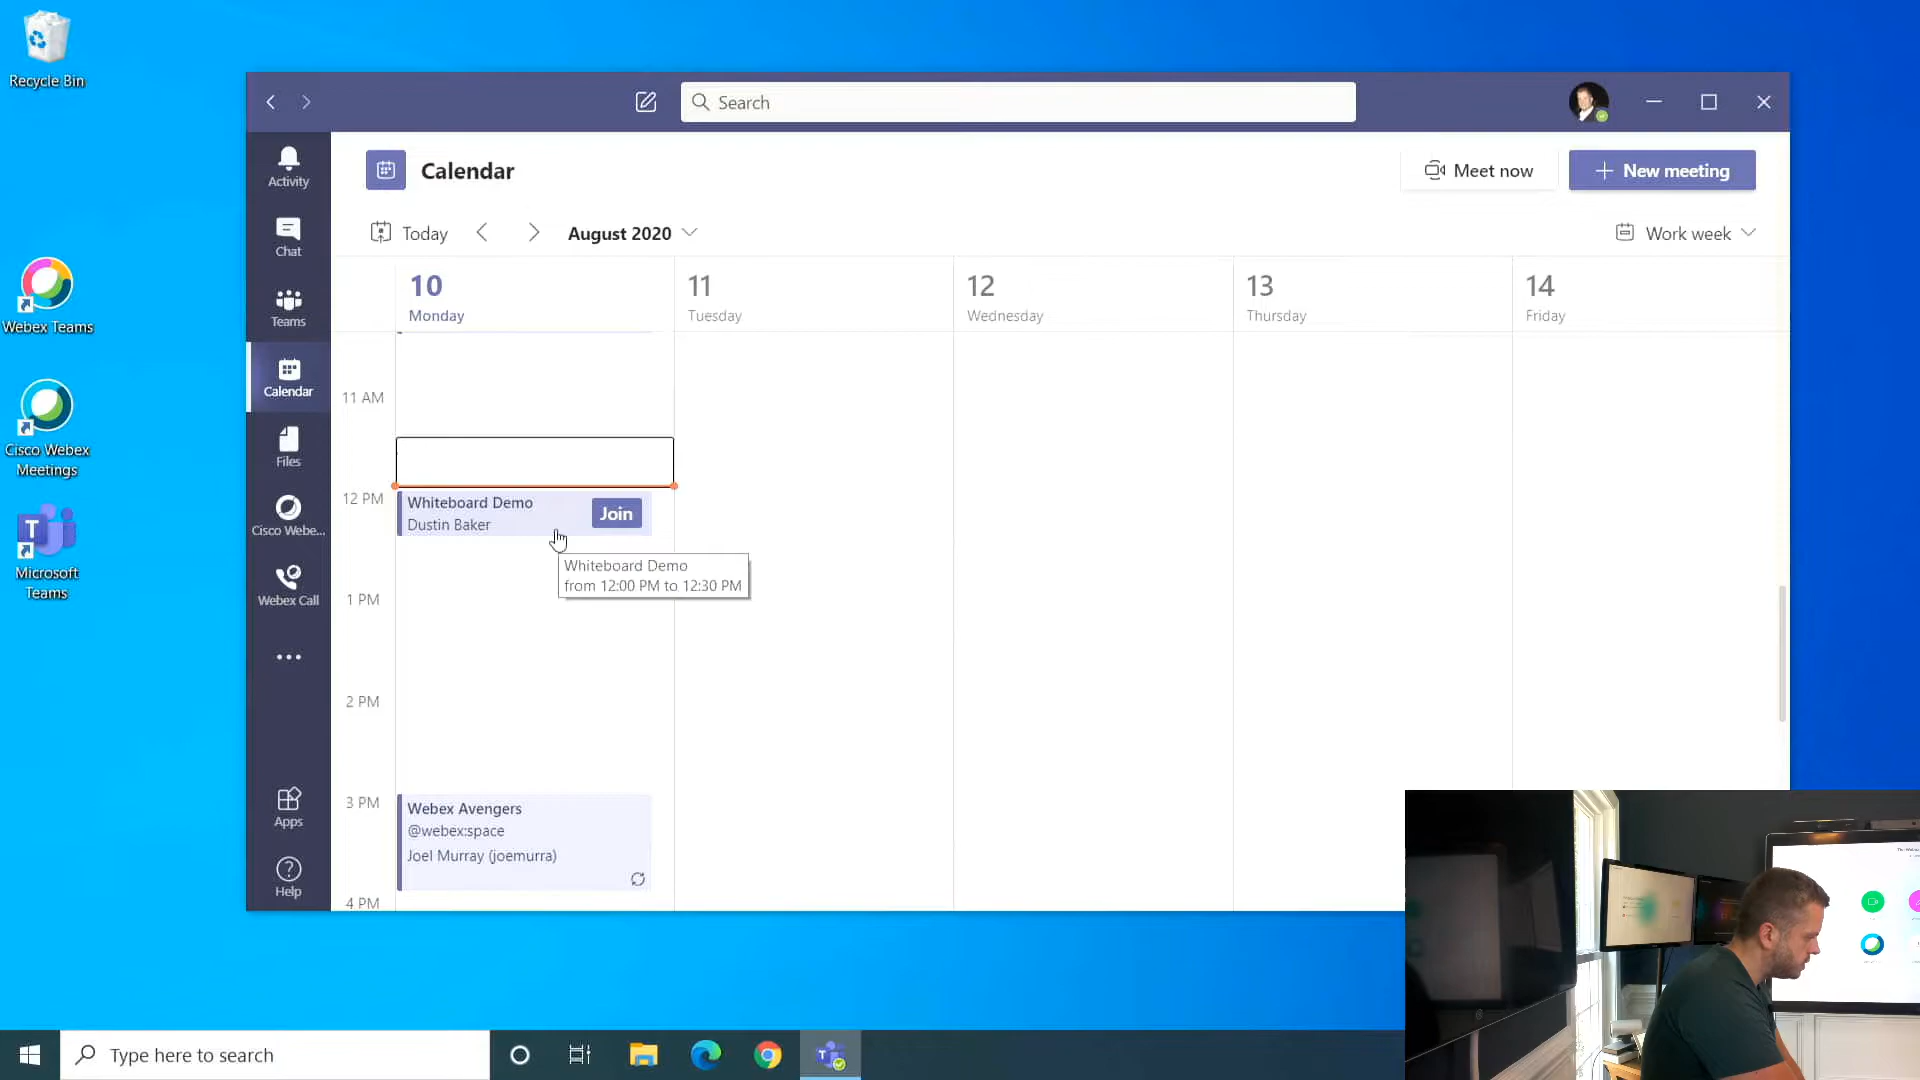 Recycle Bin
Webex Teams
Cisco Webex
Meetings
Microsoft
Teams
Search
Activity
Chat
Teams
Calendar
Files
Cisco Webe...
Webex Call
Apps
Help
Calendar
Meet now
New meeting
Today
August 2020
Work week
10
Monday
11
Tuesday
12
Wednesday
13
Thursday
14
Friday
11 AM
12 PM
Whiteboard Demo
Dustin Baker
Join
Whiteboard Demo
from 12:00 PM to 12:30 PM
1 PM
2 PM
3 PM
Webex Avengers
@webex:space
Joel Murray (joemurra)
4 PM
Type here to search